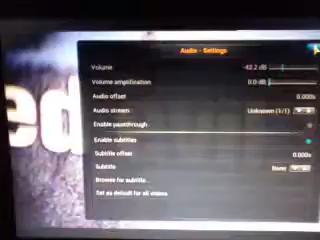 ed
Audio - Settings
Volume -42.2 dB
Volume amplification 0.0 dB
Audio offset 0.000s
Audio stream Unknown (1/1)
Enable passthrough
Enable subtitles
Subtitle offset 0.000s
Subtitle None
Browse for subtitle...
Set as default for all videos